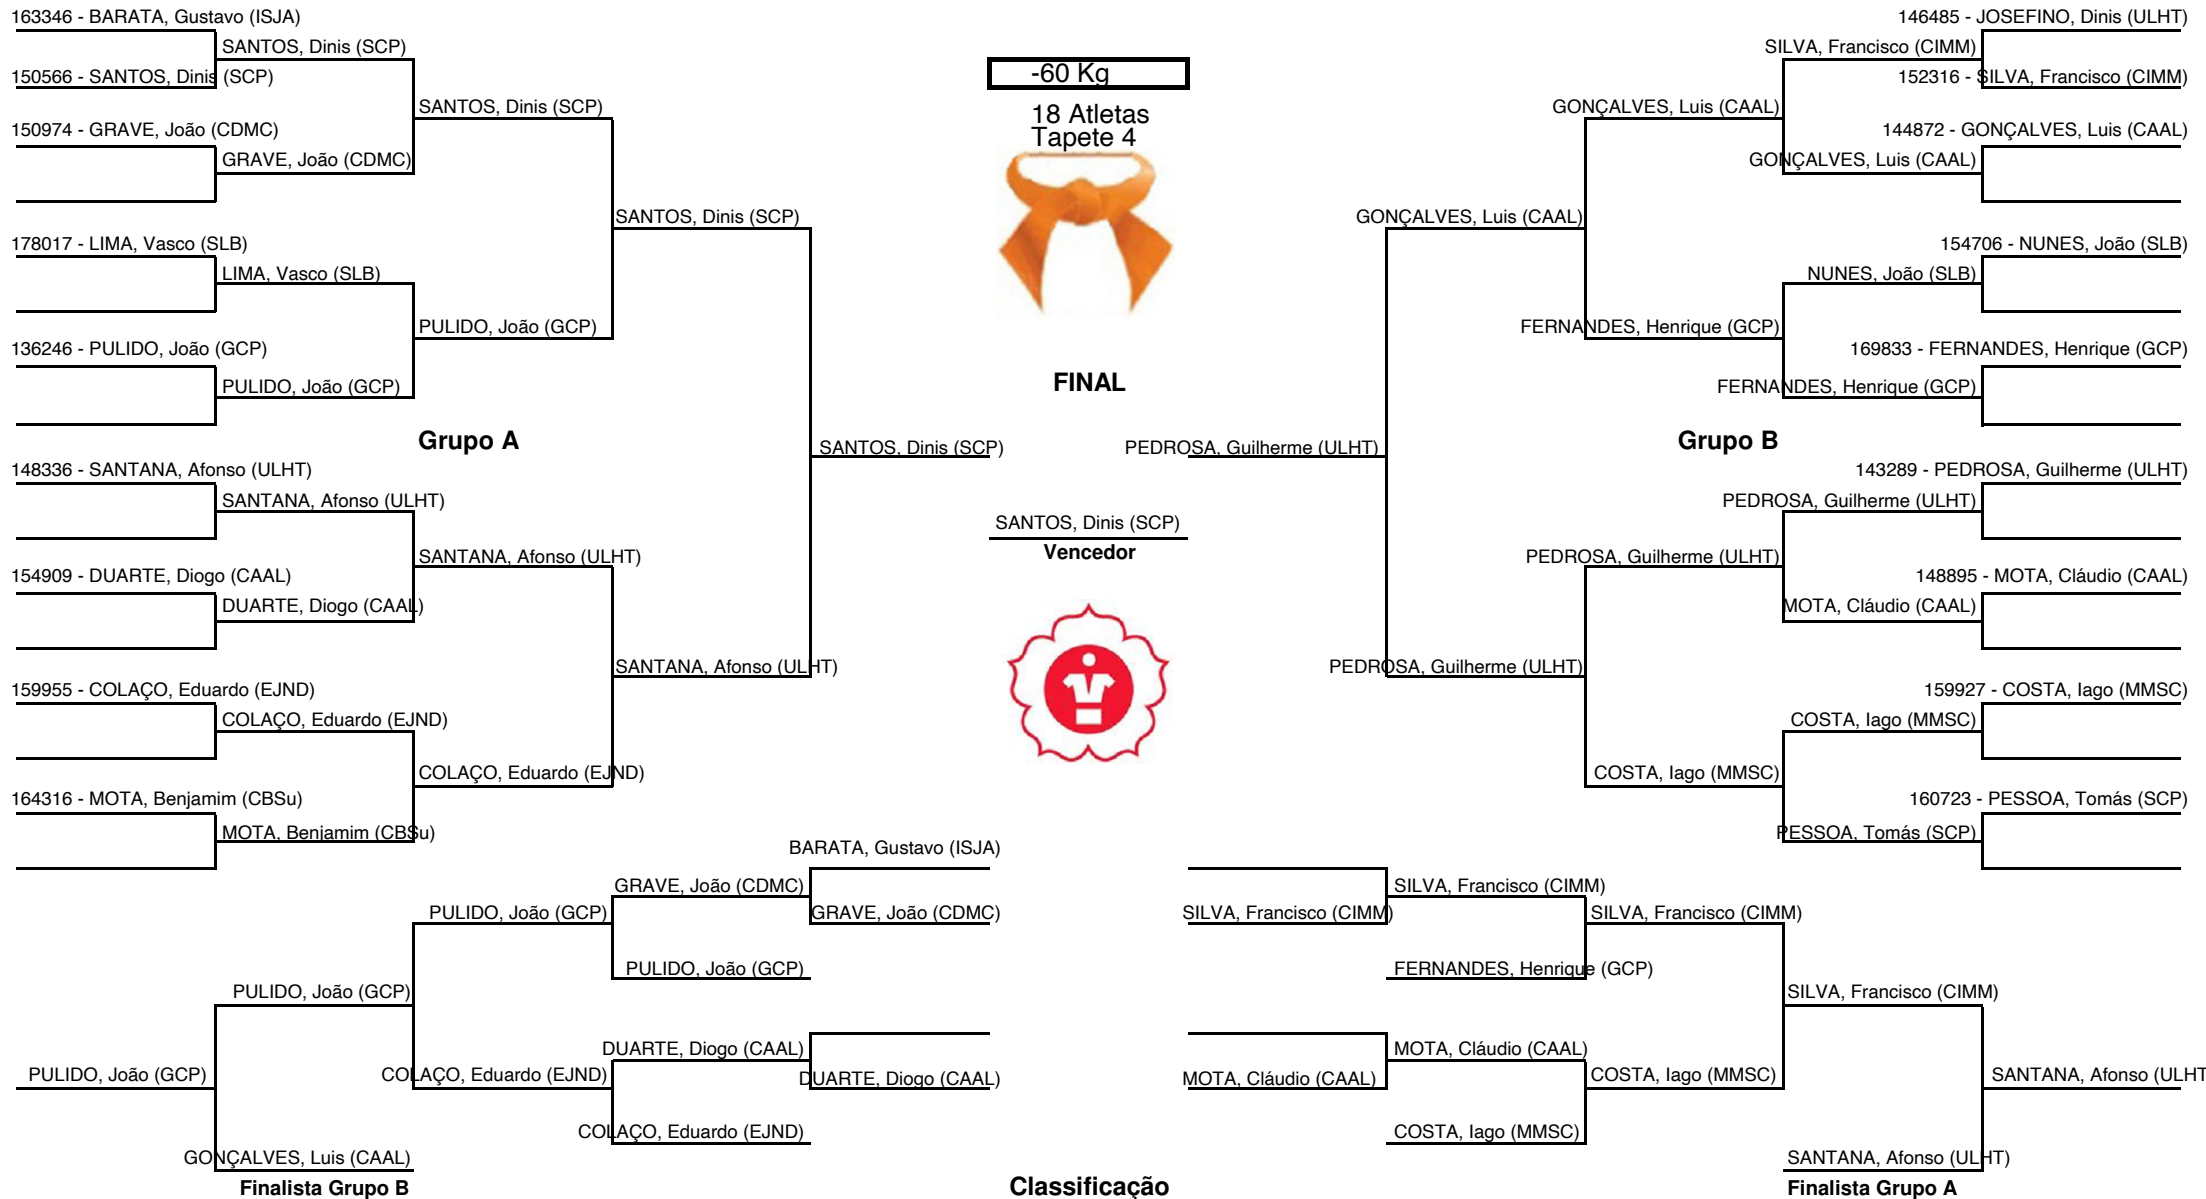 163346 - BARATA, Gustavo (ISJA)
SANTOS, Dinis (SCP)
150566 - SANTOS, Dinis (SCP)
SANTOS, Dinis (SCP)
150974 - GRAVE, João (CDMC)
GRAVE, João (CDMC)
SANTOS, Dinis (SCP)
178017 - LIMA, Vasco (SLB)
LIMA, Vasco (SLB)
PULIDO, João (GCP)
136246 - PULIDO, João (GCP)
PULIDO, João (GCP)
Grupo A
SANTOS, Dinis (SCP)
148336 - SANTANA, Afonso (ULHT)
SANTANA, Afonso (ULHT)
SANTANA, Afonso (ULHT)
154909 - DUARTE, Diogo (CAAL)
DUARTE, Diogo (CAAL)
SANTANA, Afonso (ULHT)
159955 - COLAÇO, Eduardo (EJND)
COLAÇO, Eduardo (EJND)
COLAÇO, Eduardo (EJND)
164316 - MOTA, Benjamim (CBSu)
MOTA, Benjamim (CBSu)
-60 Kg
18 Atletas
Tapete 4
FINAL
SANTOS, Dinis (SCP)
Vencedor
146485 - JOSEFINO, Dinis (ULHT)
SILVA, Francisco (CIMM)
152316 - SILVA, Francisco (CIMM)
GONÇALVES, Luis (CAAL)
144872 - GONÇALVES, Luis (CAAL)
GONÇALVES, Luis (CAAL)
GONÇALVES, Luis (CAAL)
154706 - NUNES, João (SLB)
NUNES, João (SLB)
FERNANDES, Henrique (GCP)
169833 - FERNANDES, Henrique (GCP)
FERNANDES, Henrique (GCP)
Grupo B
PEDROSA, Guilherme (ULHT)
143289 - PEDROSA, Guilherme (ULHT)
PEDROSA, Guilherme (ULHT)
PEDROSA, Guilherme (ULHT)
148895 - MOTA, Cláudio (CAAL)
MOTA, Cláudio (CAAL)
PEDROSA, Guilherme (ULHT)
159927 - COSTA, Iago (MMSC)
COSTA, Iago (MMSC)
COSTA, Iago (MMSC)
160723 - PESSOA, Tomás (SCP)
PESSOA, Tomás (SCP)
BARATA, Gustavo (ISJA)
GRAVE, João (CDMC)
PULIDO, João (GCP)
GRAVE, João (CDMC)
PULIDO, João (GCP)
PULIDO, João (GCP)
DUARTE, Diogo (CAAL)
PULIDO, João (GCP)
COLAÇO, Eduardo (EJND)
DUARTE, Diogo (CAAL)
COLAÇO, Eduardo (EJND)
GONÇALVES, Luis (CAAL)
Finalista Grupo B
Classificação
SILVA, Francisco (CIMM)
SILVA, Francisco (CIMM)
SILVA, Francisco (CIMM)
FERNANDES, Henrique (GCP)
SILVA, Francisco (CIMM)
MOTA, Cláudio (CAAL)
MOTA, Cláudio (CAAL)
COSTA, Iago (MMSC)
SANTANA, Afonso (ULHT
COSTA, Iago (MMSC)
SANTANA, Afonso (ULHT)
Finalista Grupo A